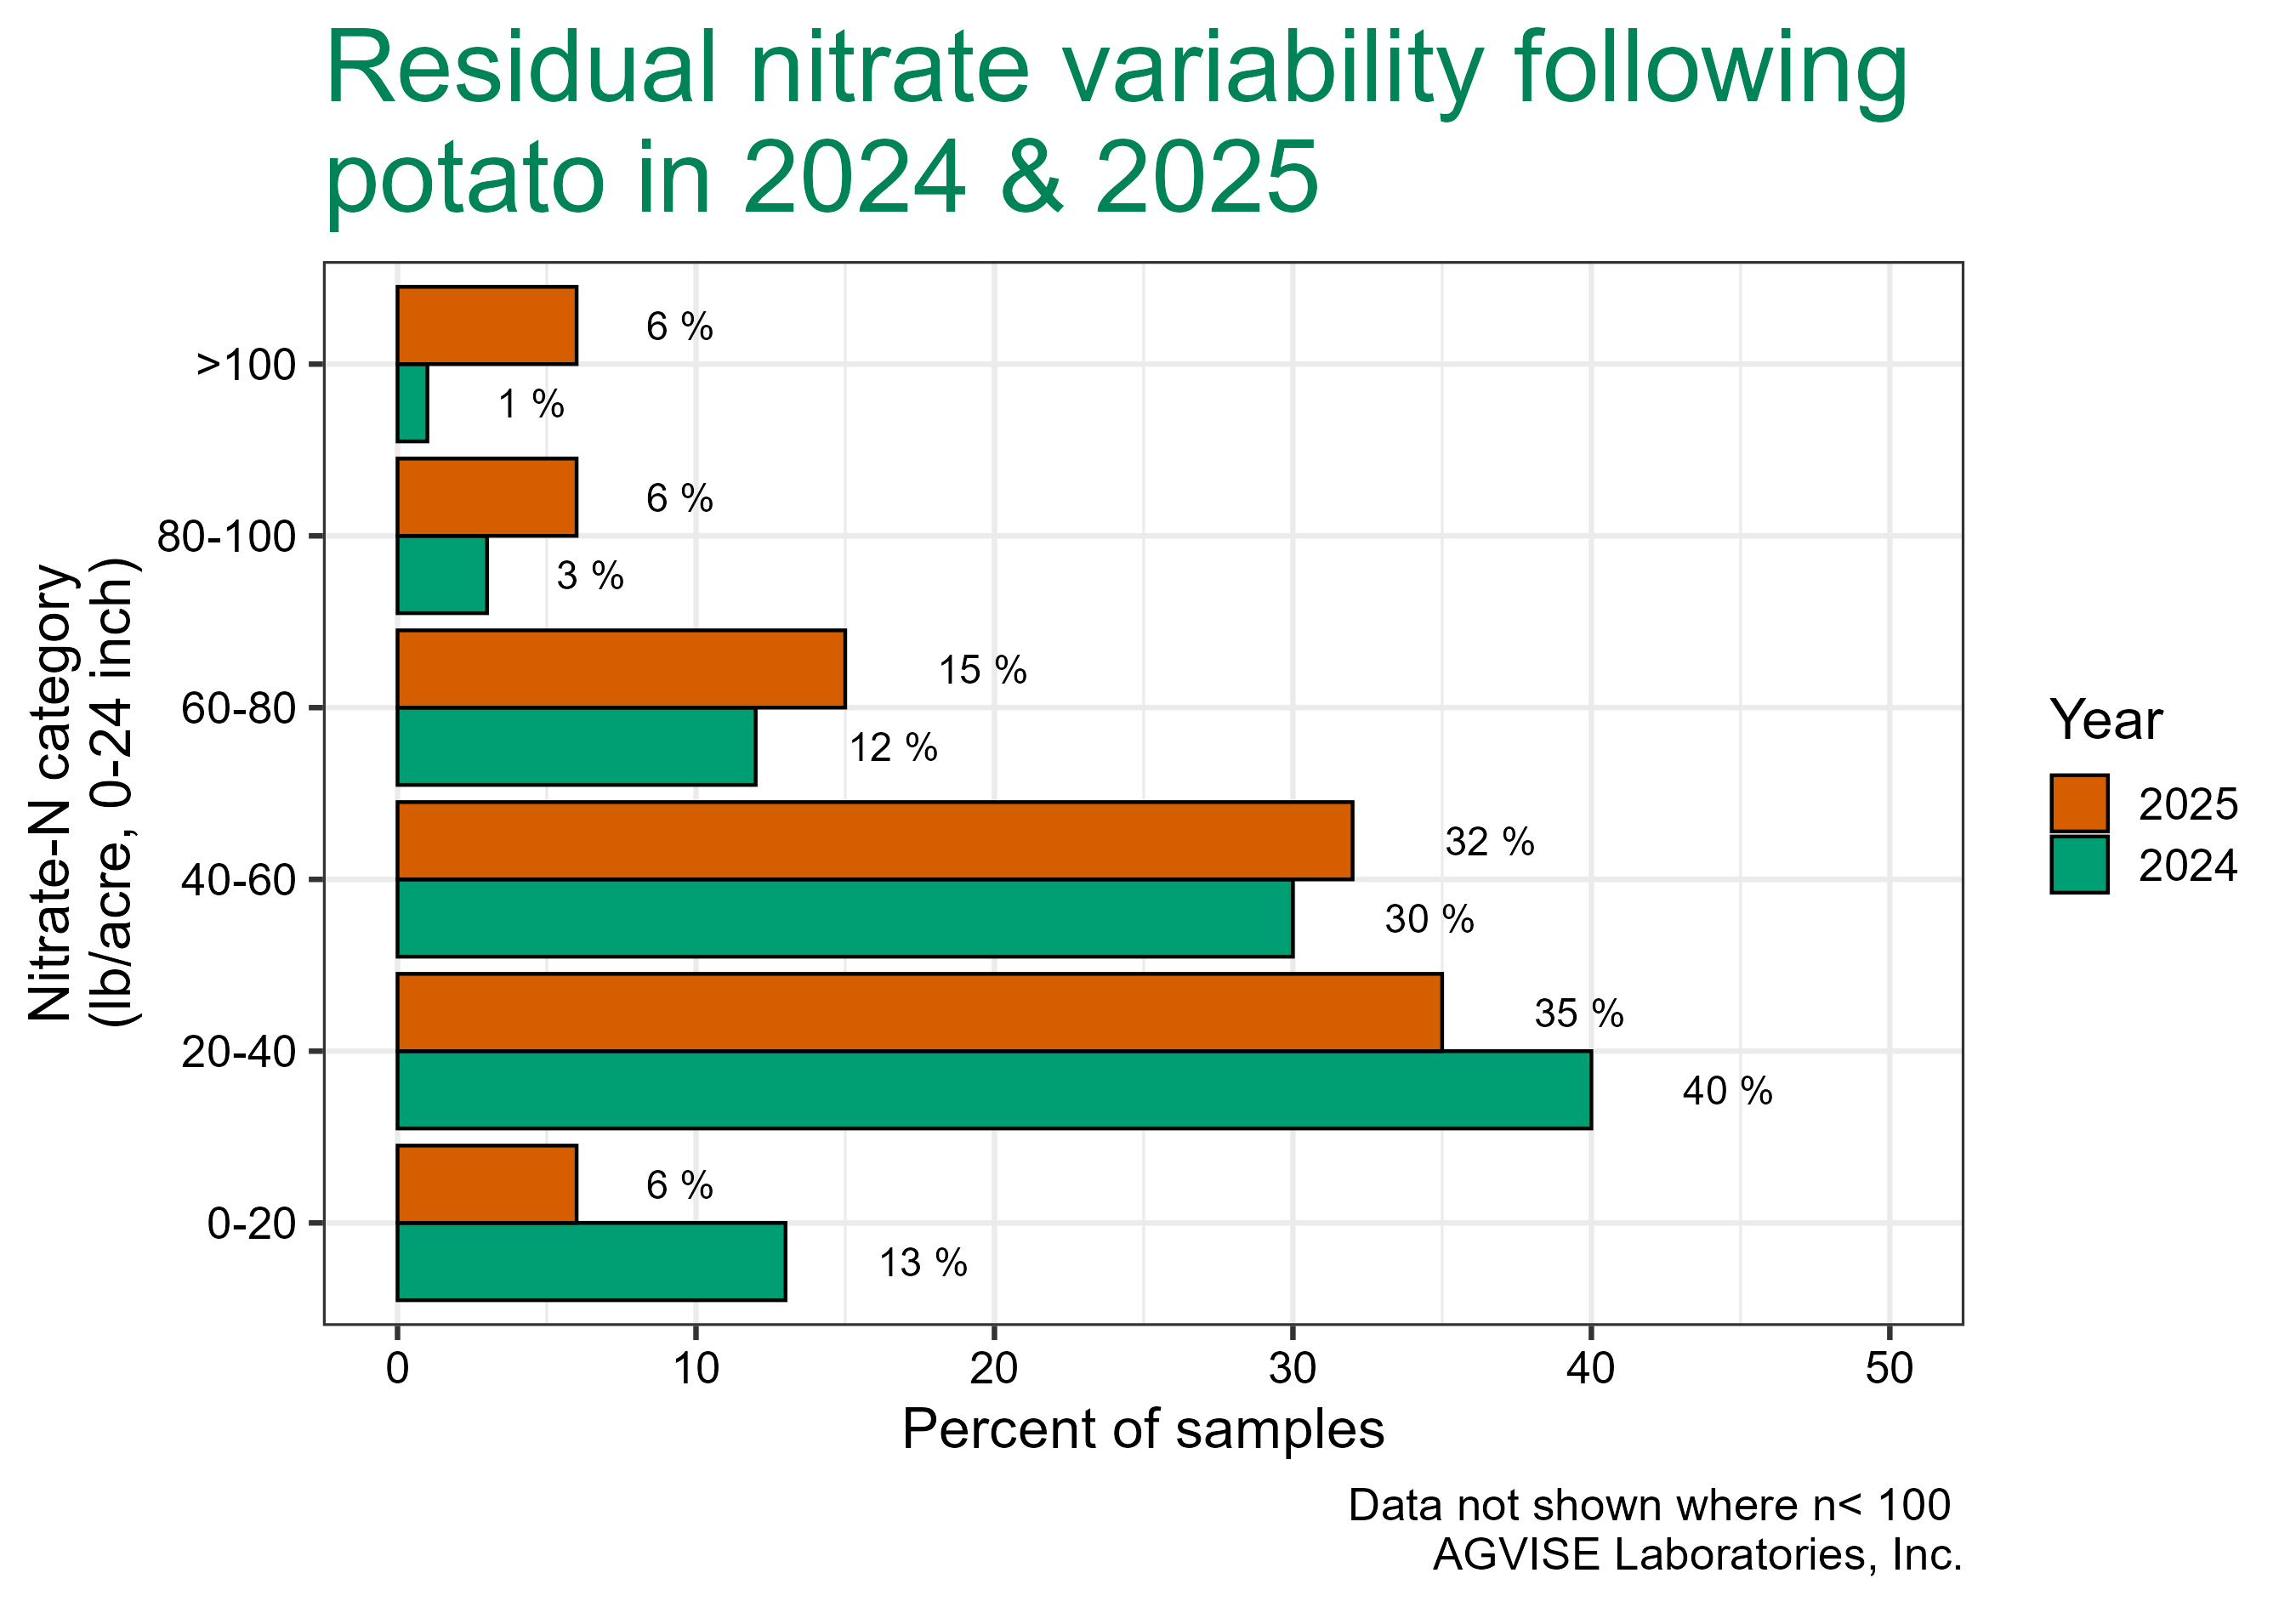 Residual nitrate variability following
potato in 2024 & 2025
Nitrate-N category
(lb/acre, 0-24 inch)
>100
6 %
1 %
80-100
6 %
3 %
60-80
15 %
12 %
40-60
32 %
30 %
20-40
35 %
40 %
0-20
6 %
13 %
0 10 20 30 40 50
Percent of samples
Year
2025
2024
Data not shown where n< 100
AGVISE Laboratories, Inc.